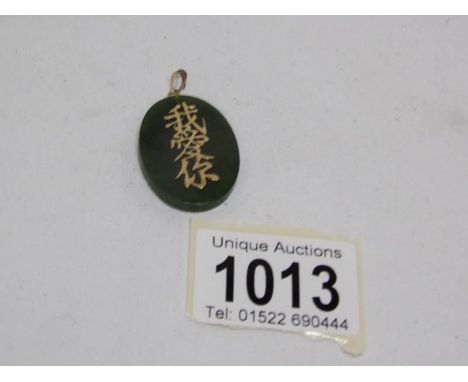 我
愛
你
Unique Auctions
1013
Tel: 01522 690444